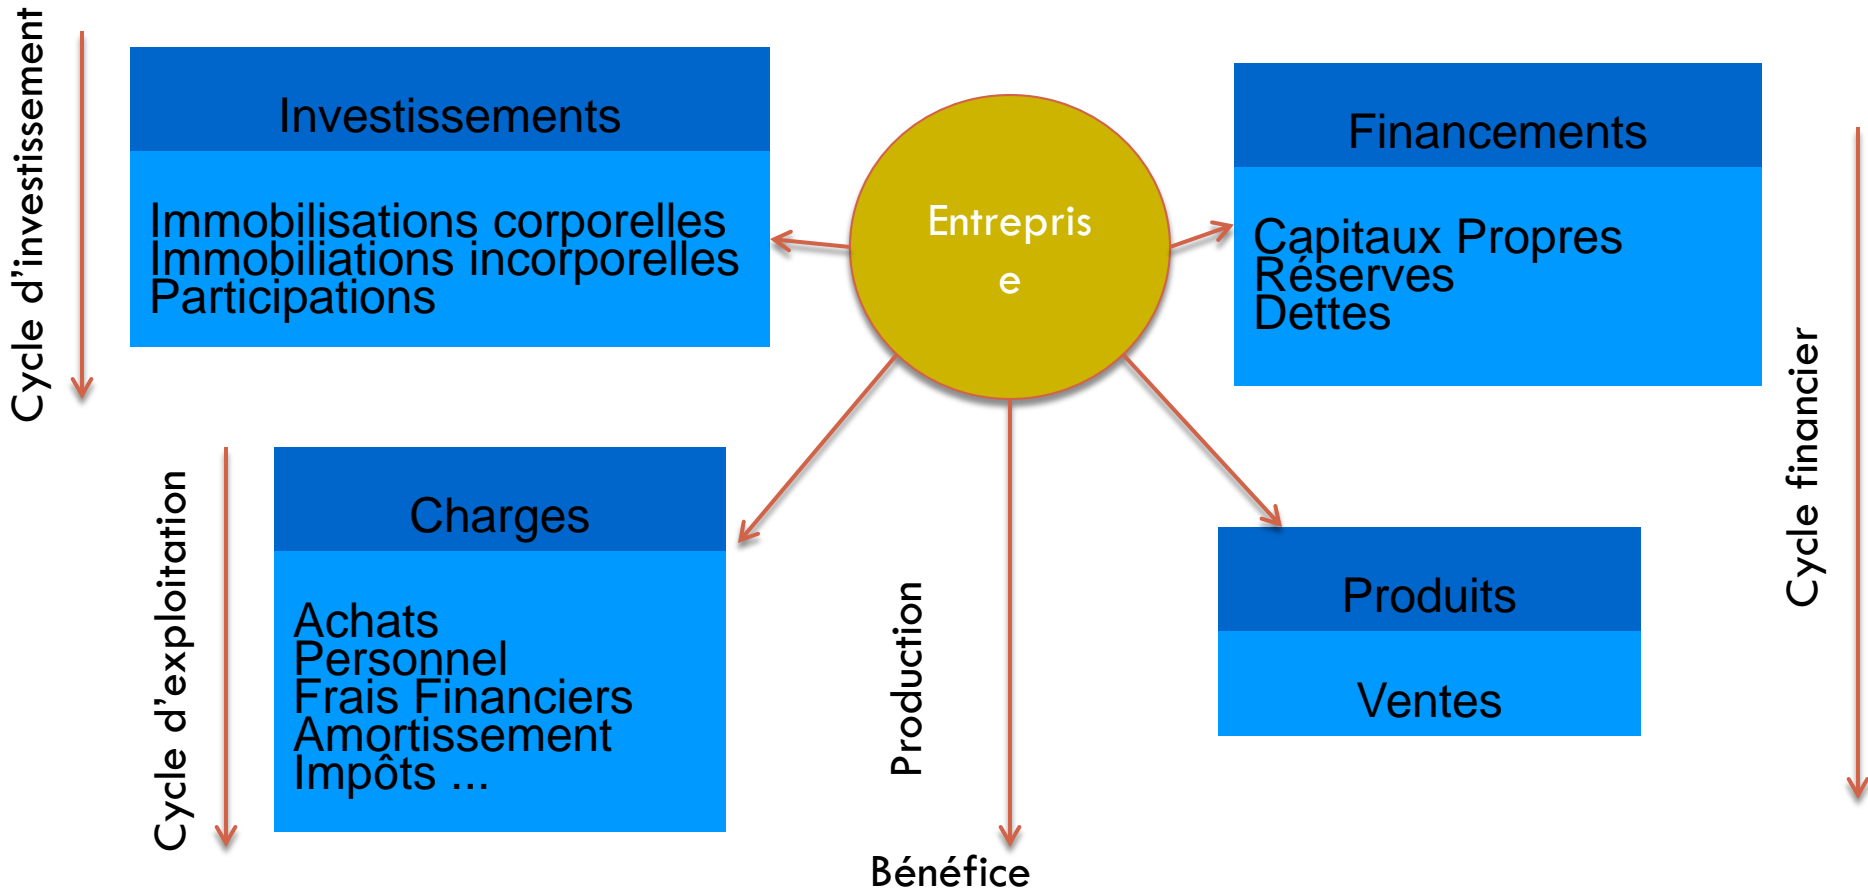 Cycle d'investissement
Investissements
Immobilisations corporelles
Immobiliations incorporelles
Participations
Entrepris
e
Financements
Capitaux Propres
Réserves
Dettes
Cycle financier
Cycle d'exploitation
Charges
Achats
Personnel
Frais Financiers
Amortissement
Impôts ...
Production
Bénéfice
Produits
Ventes